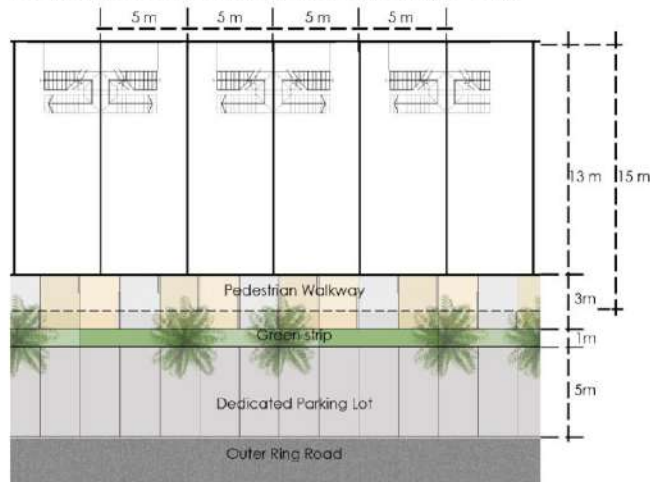 5 m 5 m 5 m 5 m
13 m 15 m
Pedestrian Walkway
3m
Green strip
1m
5m
Dedicated Parking Lot
Outer Ring Road